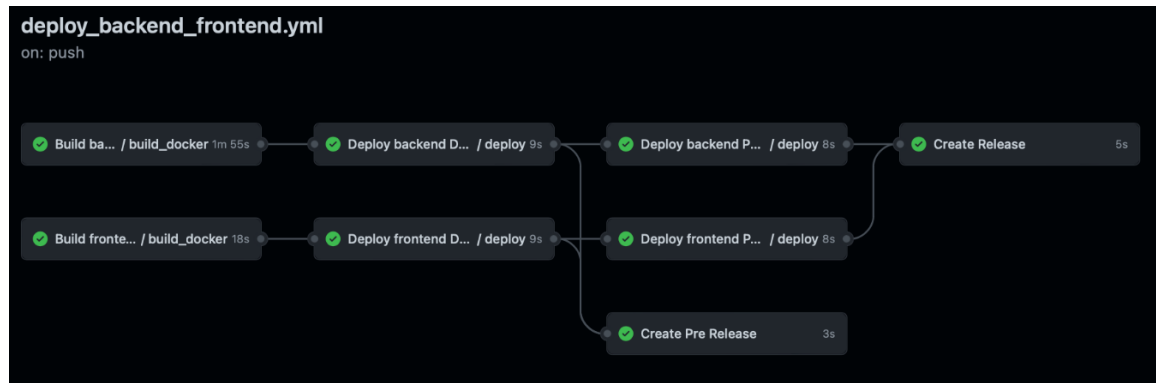 deploy_backend_frontend.yml
on: push
Build ba... / build_docker 1m 55s
Deploy backend D... / deploy 9s
Deploy backend P... / deploy 8s
Create Release 5s
Build fronte... / build_docker 18s
Deploy frontend D... / deploy 9s
Deploy frontend P... / deploy 8s
Create Pre Release 3s